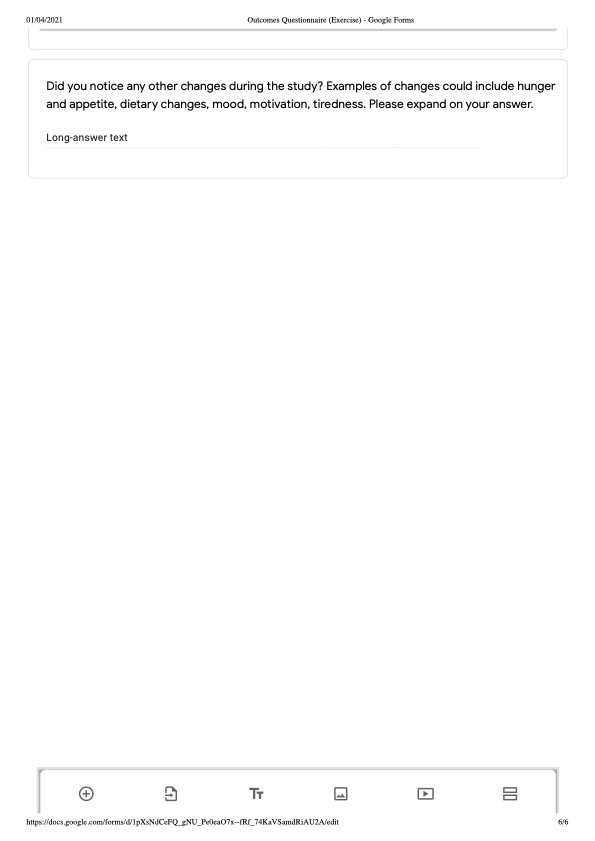 01/04/2021
Outcomes Questionnaire (Exercise) - Google Forms
Did you notice any other changes during the study? Examples of changes could include hunger
and appetite, dietary changes, mood, motivation, tiredness. Please expand on your answer.
Long-answer text
Tт
https://docs.google.com/forms/d/1pXsNdCeFQ_gNU_Pe0eaO7x--fRf_74KaVSamdRiAU2A/edit
6/6